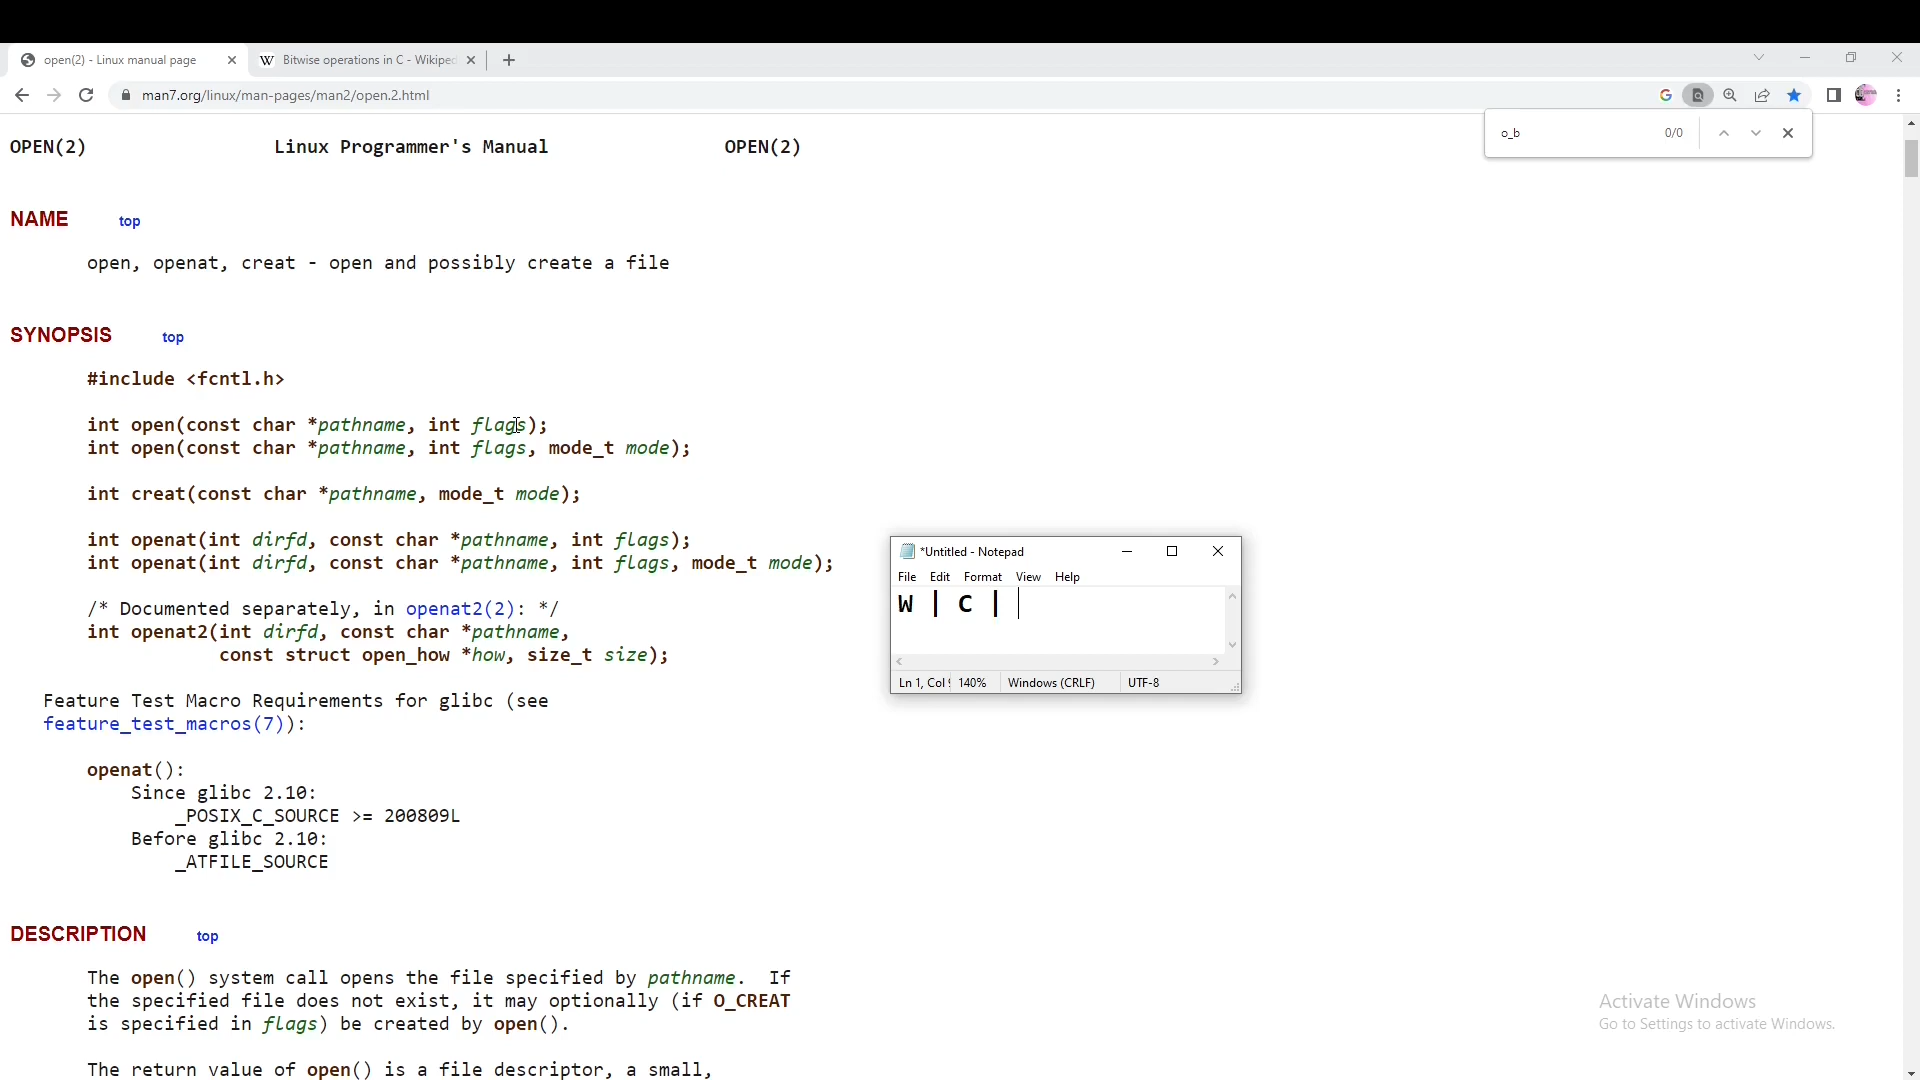 open(2) - Linux manual page
Bitwise operations in C - Wikiped
man7.org/linux/man-pages/man2/open.2.html
o_b 0/0
OPEN(2) Linux Programmer's Manual OPEN(2)
NAME top
open, openat, creat - open and possibly create a file
SYNOPSIS top
#include <fcntl.h>
int open(const char *pathname, int flags);
int open(const char *pathname, int flags, mode_t mode);
int creat(const char *pathname, mode_t mode);
int openat(int dirfd, const char *pathname, int flags);
int openat(int dirfd, const char *pathname, int flags, mode_t mode);
/* Documented separately, in openat2(2): */
int openat2(int dirfd, const char *pathname,
const struct open_how *how, size_t size);
Feature Test Macro Requirements for glibc (see
feature_test_macros(7)):
openat():
Since glibc 2.10:
_POSIX_C_SOURCE >= 200809L
Before glibc 2.10:
_ATFILE_SOURCE
DESCRIPTION top
The open() system call opens the file specified by pathname. If
the specified file does not exist, it may optionally (if O_CREAT
is specified in flags) be created by open().
The return value of open() is a file descriptor, a small,
*Untitled - Notepad
File Edit Format View Help
W | C |
Ln 1, Col 140% Windows (CRLF) UTF-8
Activate Windows
Go to Settings to activate Windows.